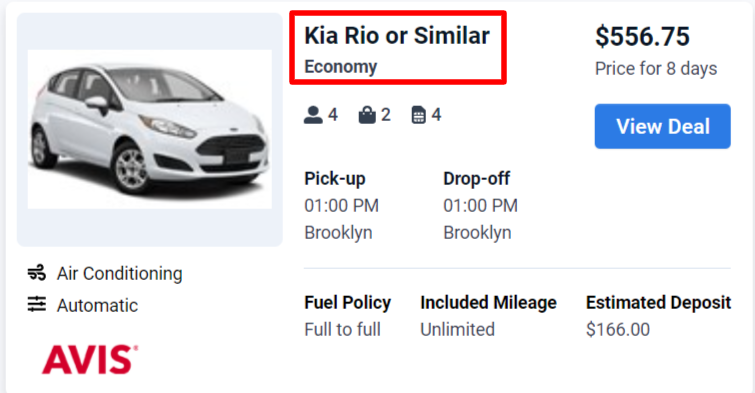 Kia Rio or Similar
Economy
4 2 4
$556.75
Price for 8 days
View Deal
Pick-up Drop-off
01:00 PM 01:00 PM
Brooklyn Brooklyn
Air Conditioning
Automatic
AVIS
Fuel Policy Included Mileage Estimated Deposit
Full to full Unlimited $166.00